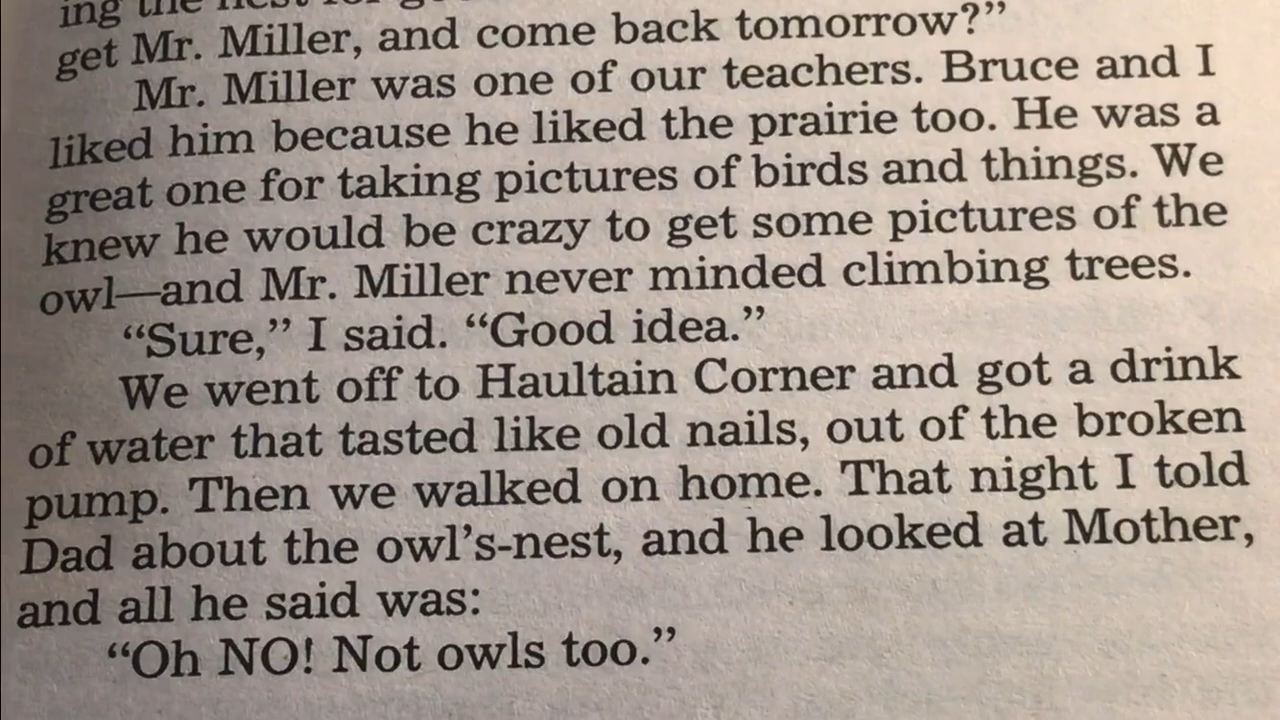 ing the nest for
get Mr. Miller, and come back tomorrow?”
Mr. Miller was one of our teachers. Bruce and I
liked him because he liked the prairie too. He was a
great one for taking pictures of birds and things. We
knew he would be crazy to get some pictures of the
owl—and Mr. Miller never minded climbing trees.
“Sure,” I said. “Good idea.”
We went off to Haultain Corner and got a drink
of water that tasted like old nails, out of the broken
pump. Then we walked on home. That night I told
Dad about the owl’s-nest, and he looked at Mother,
and all he said was:
“Oh NO! Not owls too.”